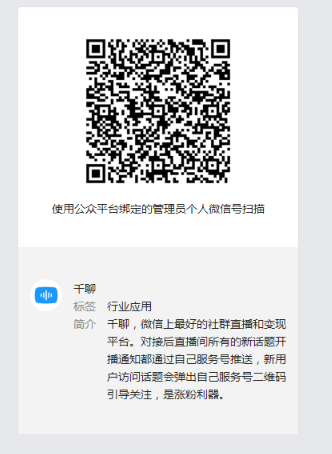 使用公众平台绑定的管理员个人微信号扫描
千聊
标签 行业应用
简介 千聊，微信上最好的社群直播和变现
平台。对接后直播间所有的新话题开
播通知都通过自己服务号推送，新用
户访问话题会弹出自己服务号二维码
引导关注，是涨粉利器。